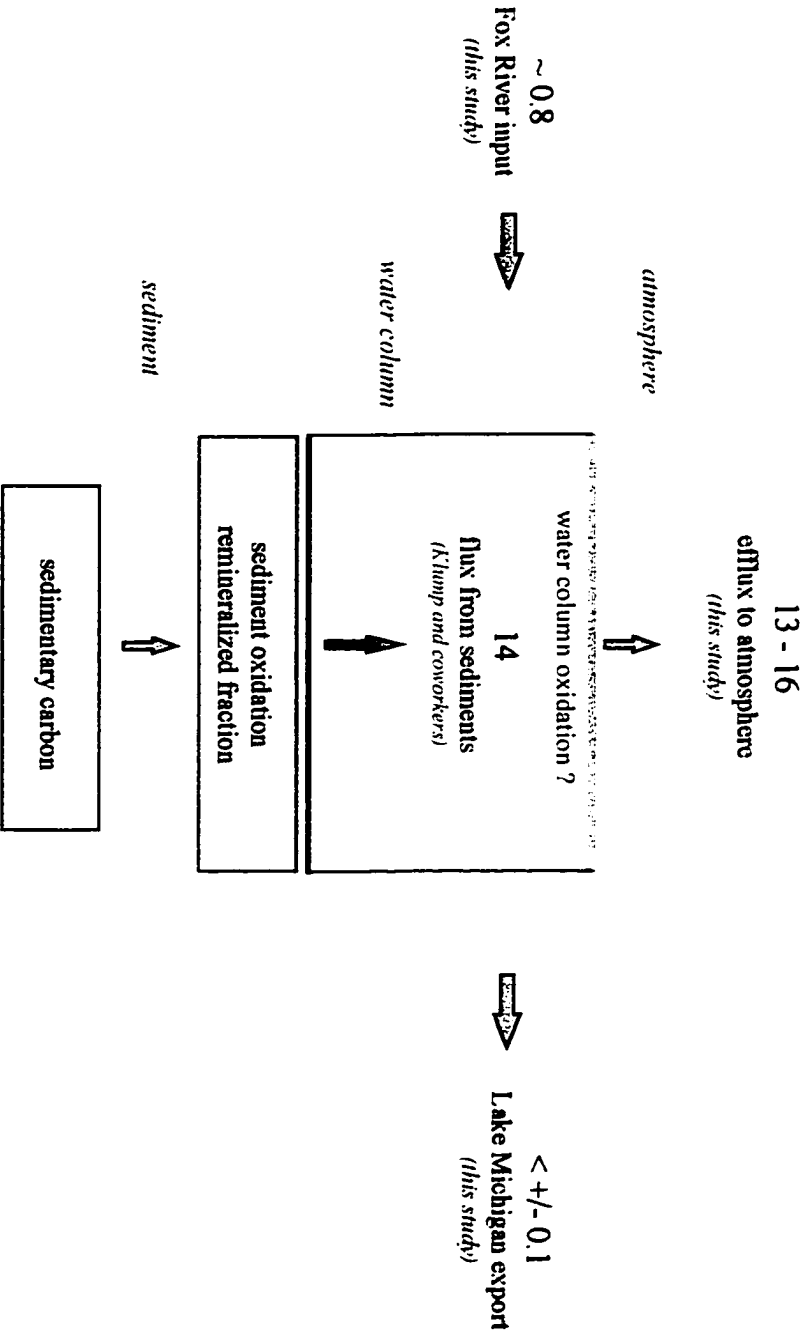 13 - 16
efflux to atmosphere
(this study)
atmosphere
~ 0.8
Fox River input
(this study)
water column oxidation ?
14
flux from sediments
(Klump and coworkers)
< +/- 0.1
Lake Michigan export
(this study)
water column
sediment oxidation
remineralized fraction
sediment
sedimentary carbon